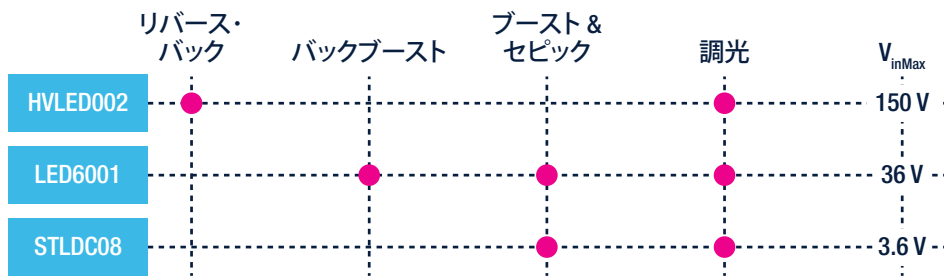 リバース・
バック
バックブースト
ブースト &
セピック
調光
VinMax
HVLED002
150 V
LED6001
36 V
STLDC08
3.6 V